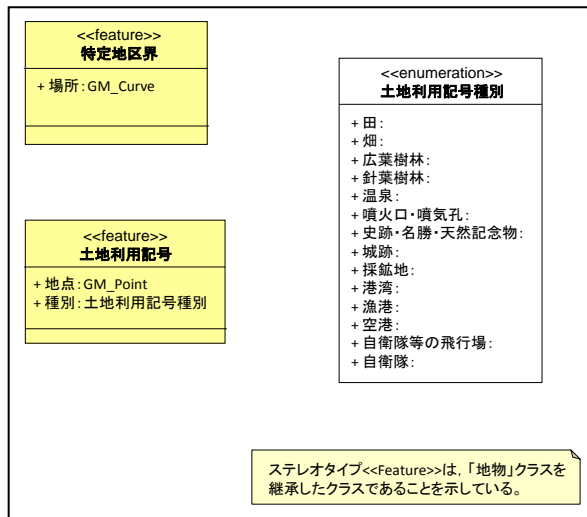 <<feature>>
特定地区界
+ 場所：GM_Curve
<<feature>>
土地利用記号
+ 地点：GM_Point
+ 種別：土地利用記号種別
<<enumeration>>
土地利用記号種別
+ 田：
+ 畑：
+ 広葉樹林：
+ 針葉樹林：
+ 温泉：
+ 噴火口・噴気孔：
+ 史跡・名勝・天然記念物：
+ 城跡：
+ 採鉱地：
+ 港湾：
+ 漁港：
+ 空港：
+ 自衛隊等の飛行場：
+ 自衛隊：
ステレオタイプ<<Feature>>は，「地物」クラスを
継承したクラスであることを示している。